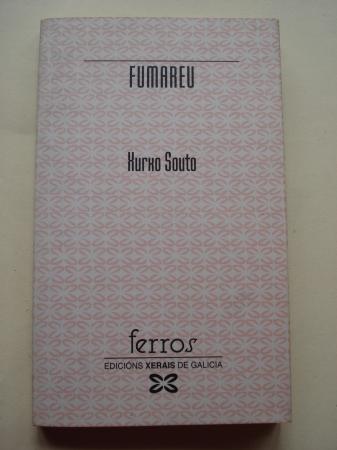 FUMAREU
Xurxo Souto
ferros
EDICIÓNS XERAIS DE GALICIA